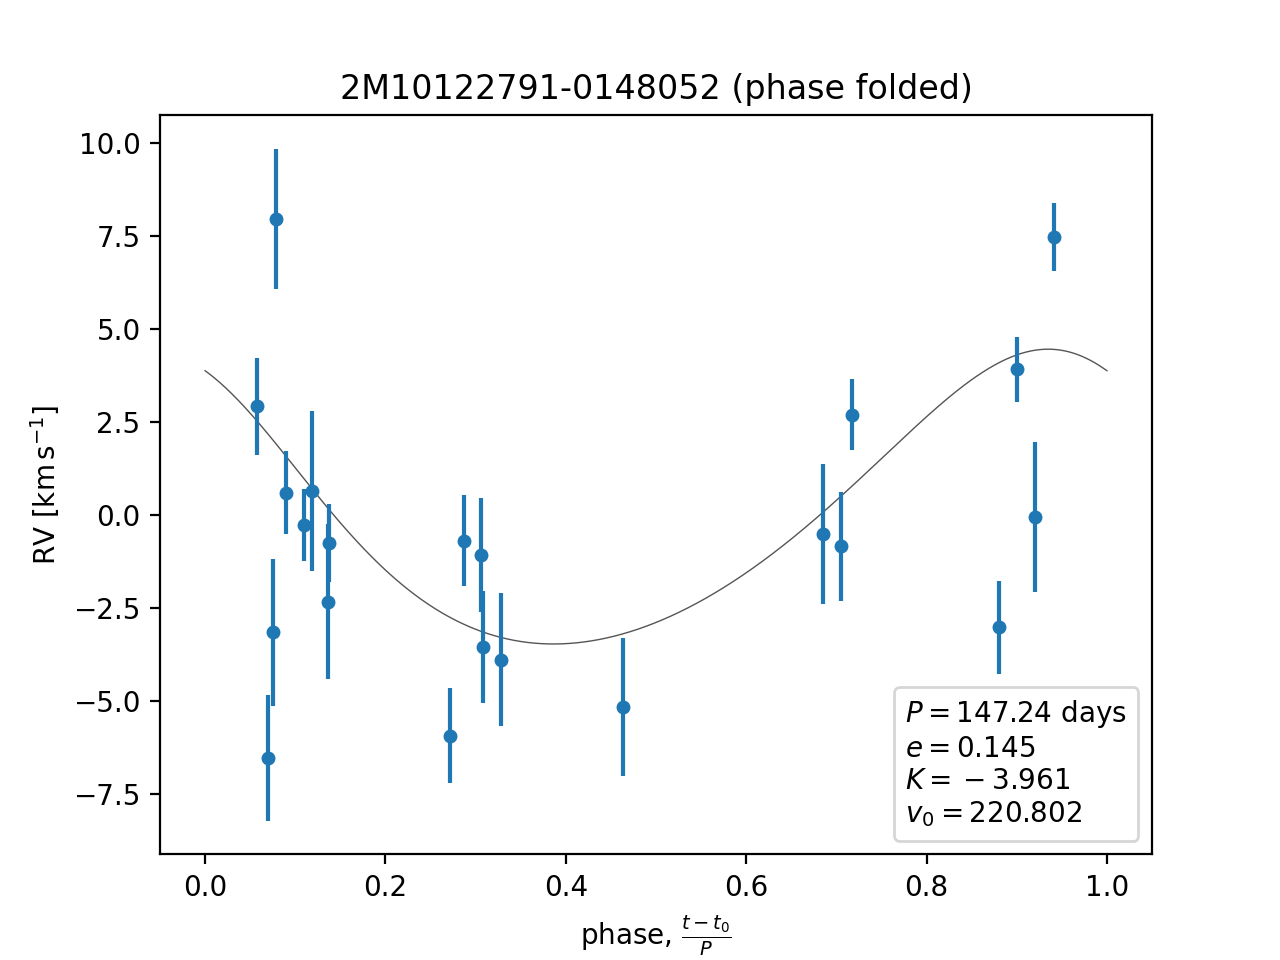 2M10122791-0148052 (phase folded)
10.0
7.5
5.0
2.5
0.0
−2.5
−5.0
−7.5
RV [km s⁻¹]
P = 147.24 days
e = 0.145
K = −3.961
v₀ = 220.802
0.0 0.2 0.4 0.6 0.8 1.0
phase, (t − t₀)/P